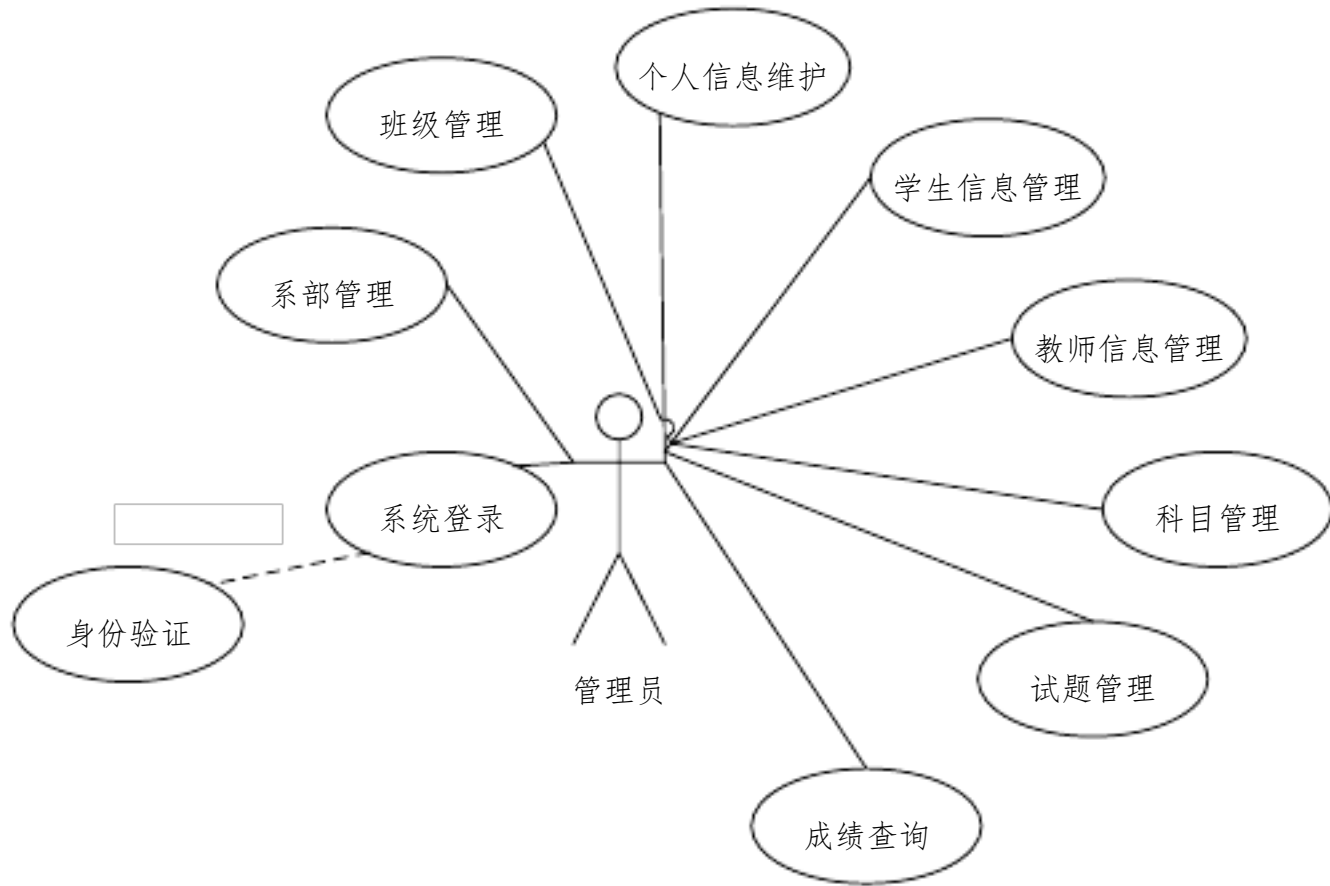 个人信息维护
班级管理
学生信息管理
系部管理
教师信息管理
系统登录
科目管理
身份验证
管理员
试题管理
成绩查询